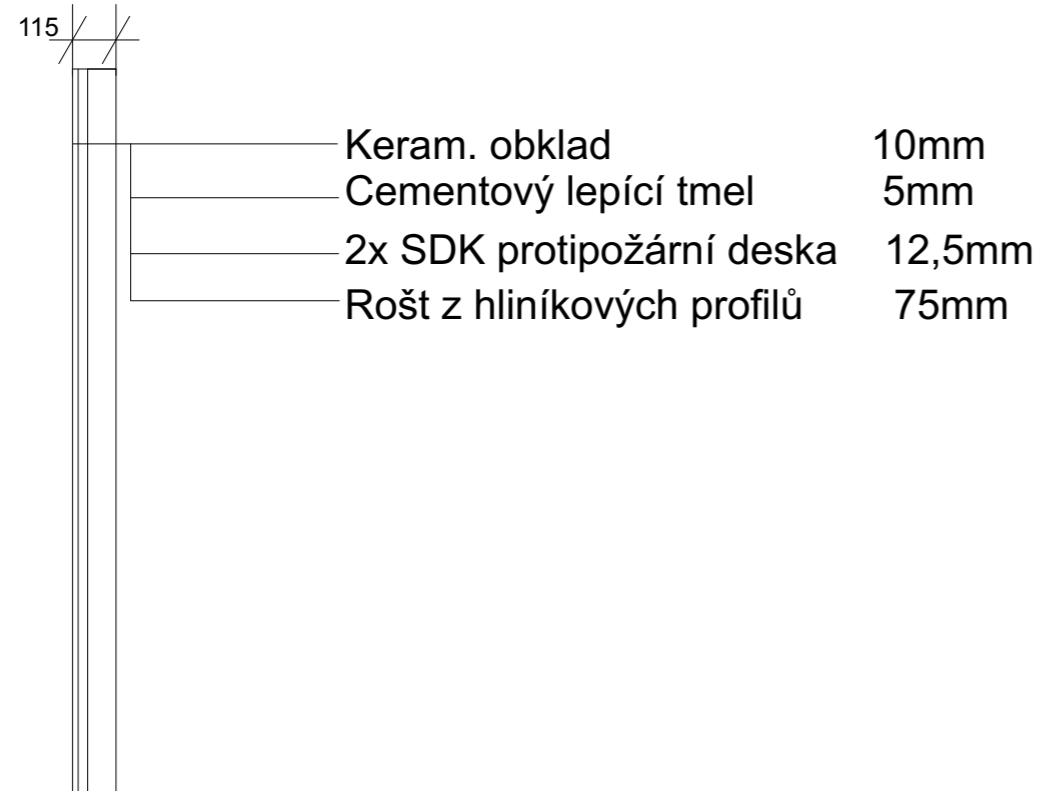 115
Keram. obklad 10mm
Cementový lepící tmel 5mm
2x SDK protipožární deska 12,5mm
Rošt z hliníkových profilů 75mm